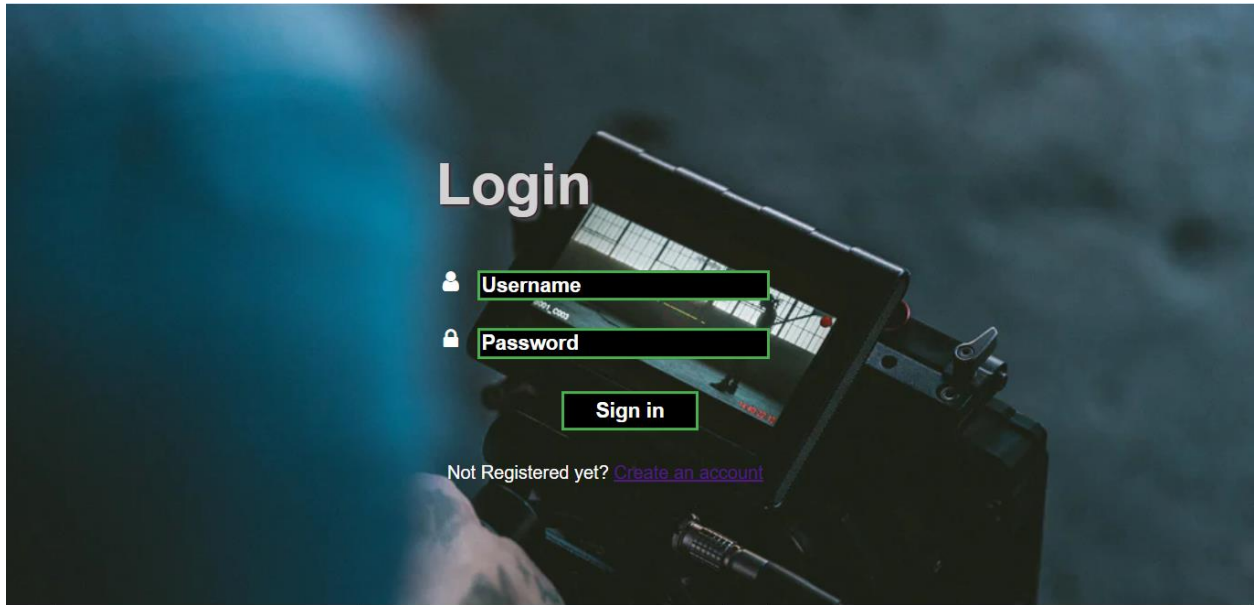 Login
Username
Password
Sign in
Not Registered yet? Create an account